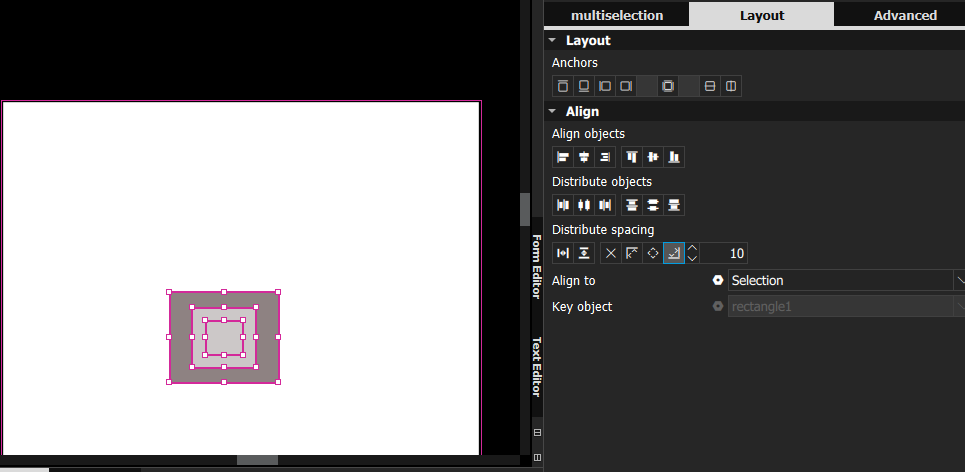 multiselection
Layout
Advanced
Layout
Anchors
Align
Align objects
Distribute objects
Distribute spacing
10
Align to
Selection
Key object
rectangle1
Form Editor
Text Editor